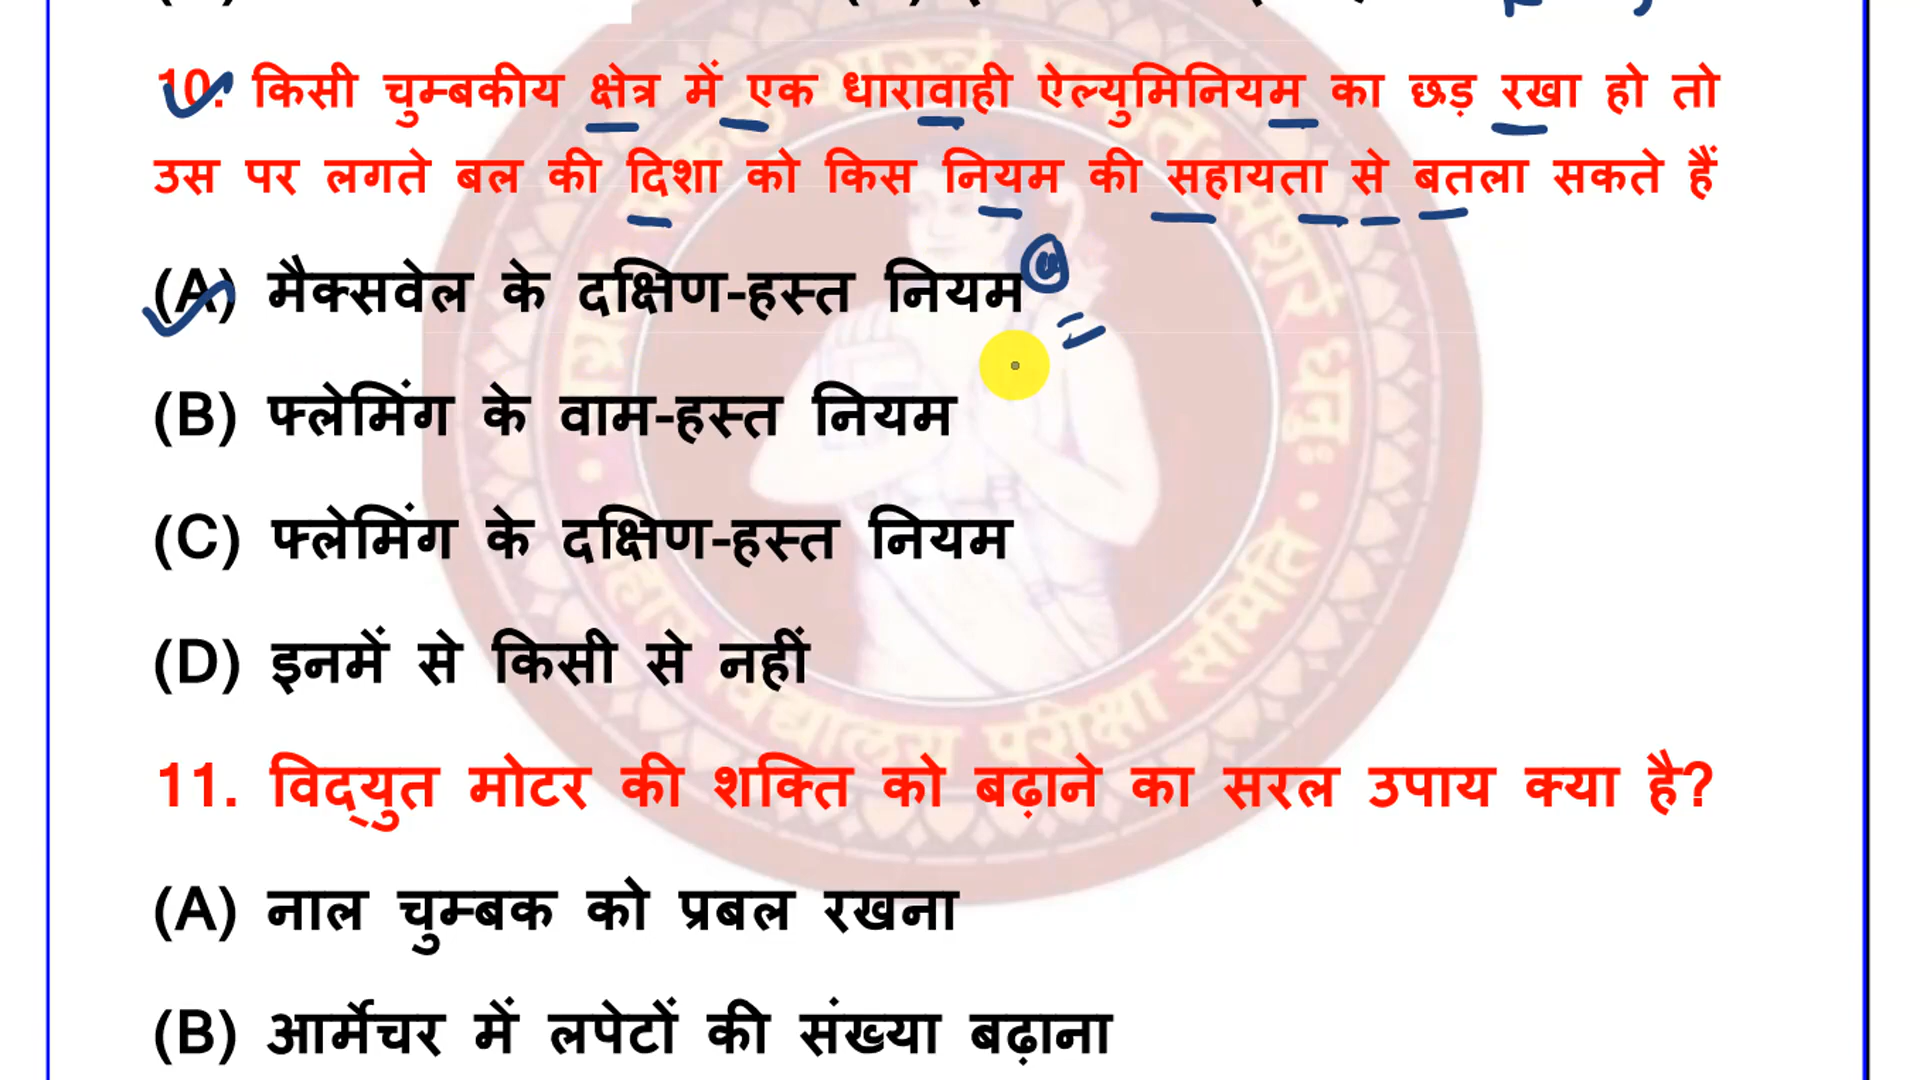 10. किसी चुम्बकीय क्षेत्र में एक धारावाही ऐल्युमिनियम का छड़ रखा हो तो
उस पर लगते बल की दिशा को किस नियम की सहायता से बतला सकते हैं
(A) मैक्सवेल के दक्षिण-हस्त नियम
(B) फ्लेमिंग के वाम-हस्त नियम
(C) फ्लेमिंग के दक्षिण-हस्त नियम
(D) इनमें से किसी से नहीं
11. विद्युत मोटर की शक्ति को बढ़ाने का सरल उपाय क्या है?
(A) नाल चुम्बक को प्रबल रखना
(B) आर्मेचर में लपेटों की संख्या बढ़ाना